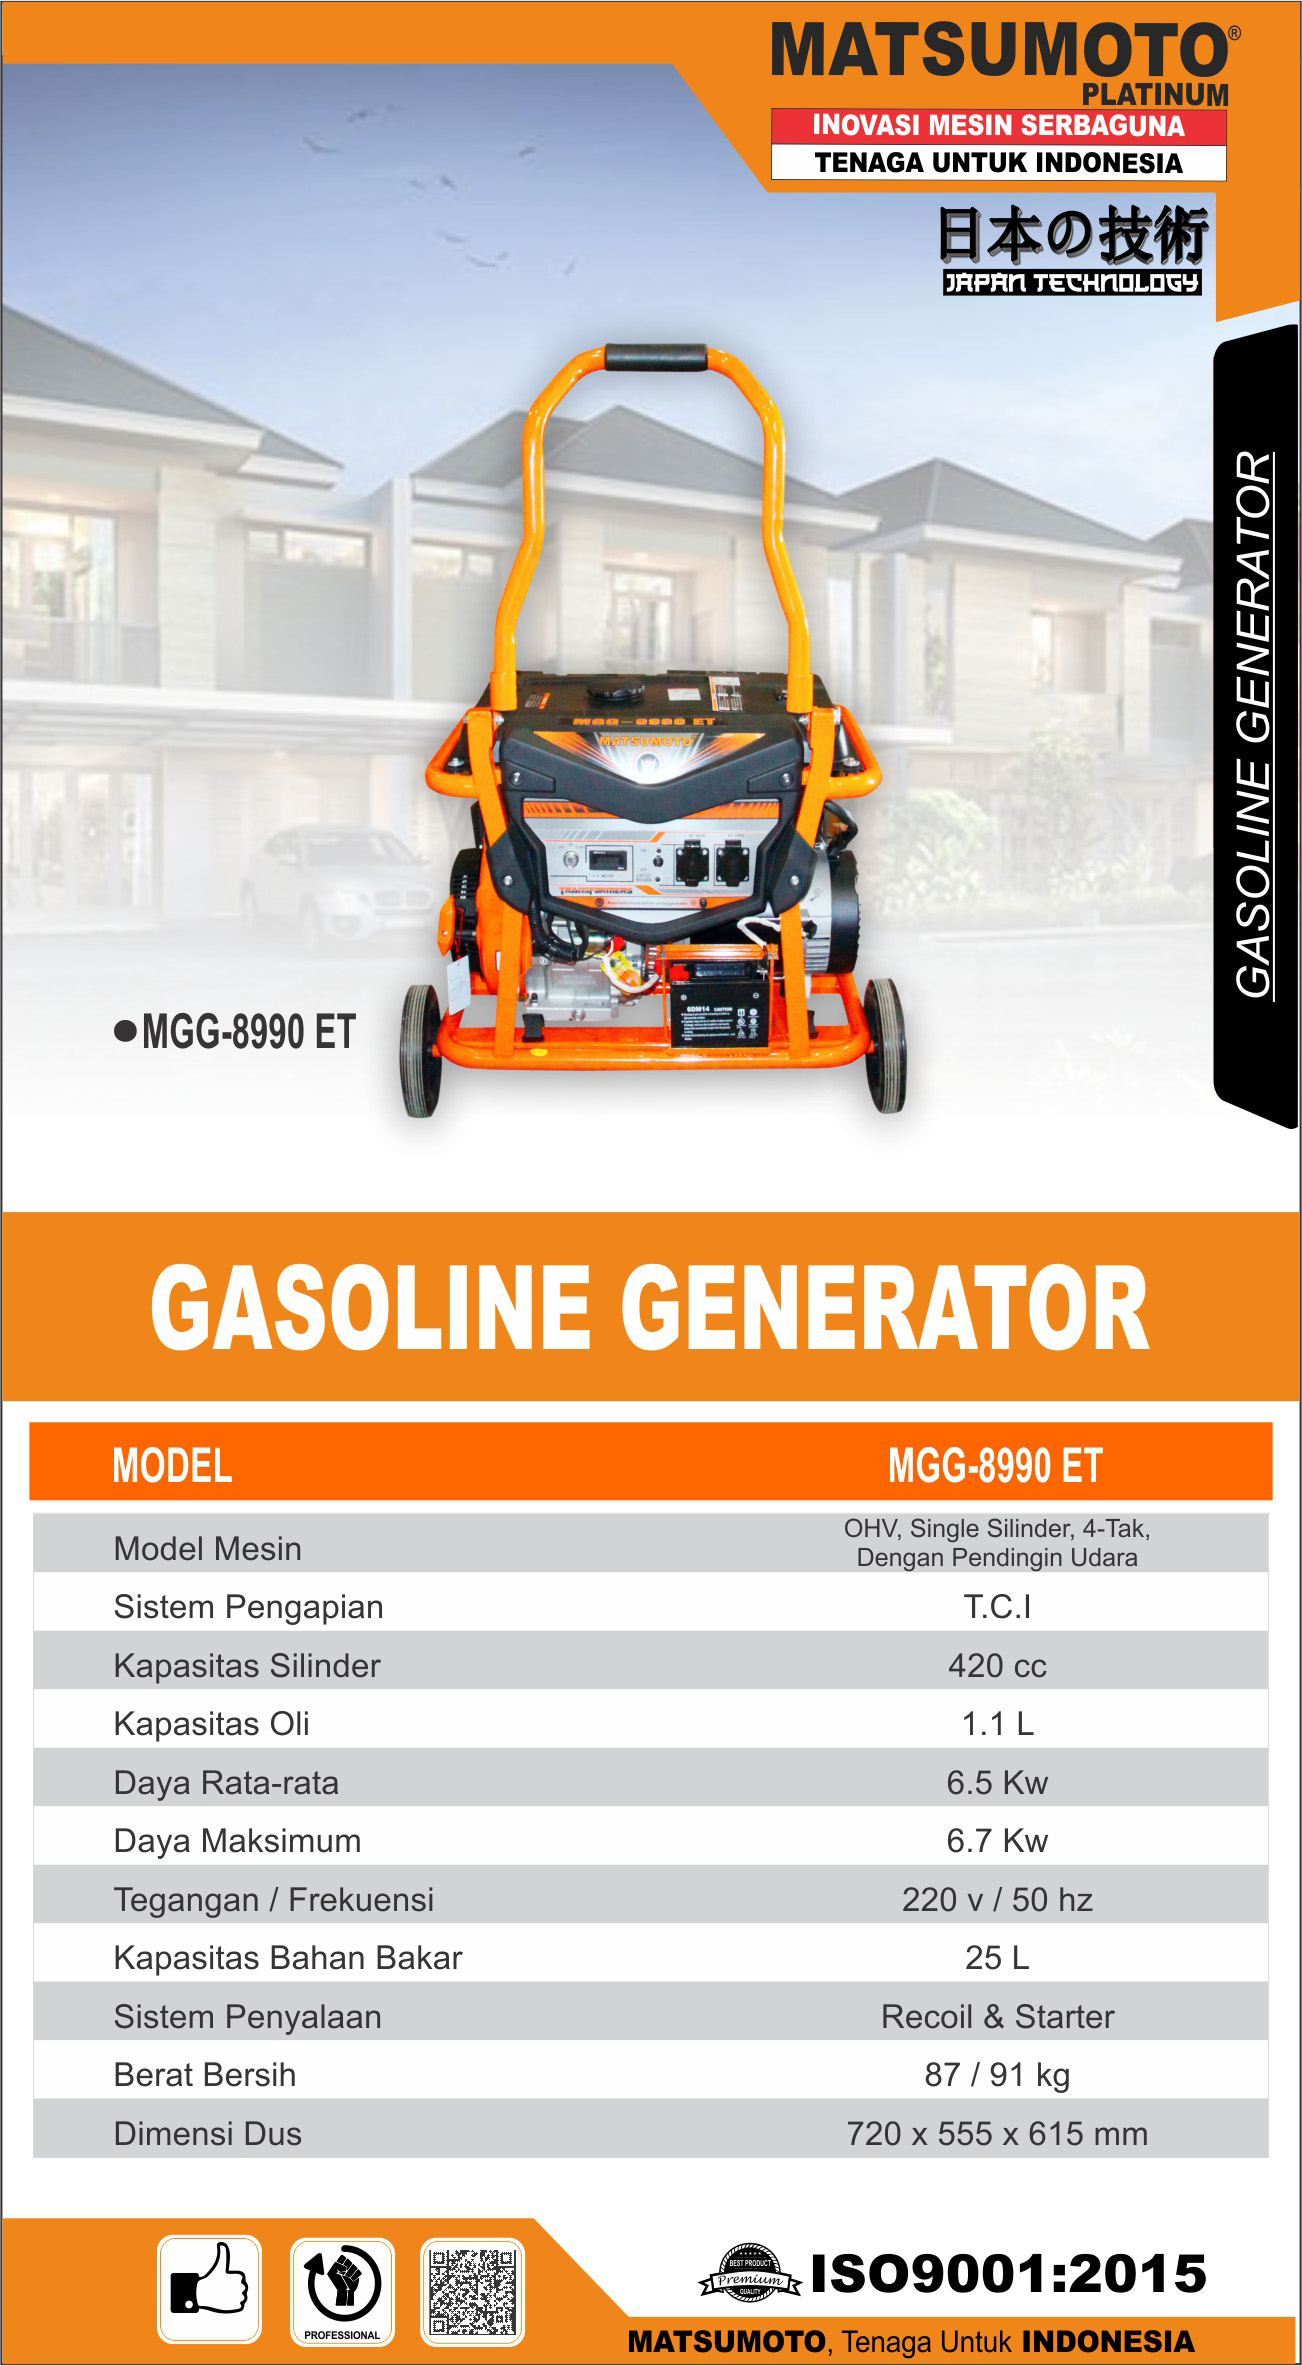 MATSUMOTO®
PLATINUM
INOVASI MESIN SERBAGUNA
TENAGA UNTUK INDONESIA
日本の技術
JAPAN TECHNOLOGY
GASOLINE GENERATOR
MGG-8990 ET
MATSUMOTO
TRANSFORMERS
6DM14 CAUTION
●MGG-8990 ET
GASOLINE GENERATOR
MODEL MGG-8990 ET
Model Mesin OHV, Single Silinder, 4-Tak,
Dengan Pendingin Udara
Sistem Pengapian T.C.I
Kapasitas Silinder 420 cc
Kapasitas Oli 1.1 L
Daya Rata-rata 6.5 Kw
Daya Maksimum 6.7 Kw
Tegangan / Frekuensi 220 v / 50 hz
Kapasitas Bahan Bakar 25 L
Sistem Penyalaan Recoil & Starter
Berat Bersih 87 / 91 kg
Dimensi Dus 720 x 555 x 615 mm
PROFESSIONAL
BEST PRODUCT
Premium
QUALITY
ISO9001:2015
MATSUMOTO, Tenaga Untuk INDONESIA